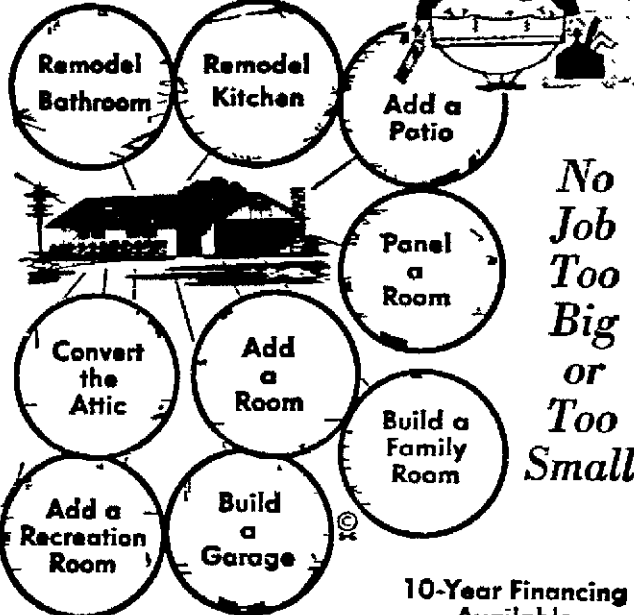 Remodel
Bathroom
Remodel
Kitchen
Add a
Patio
Panel
a
Room
No
Job
Too
Big
or
Too
Small
Convert
the
Attic
Add
a
Room
Build a
Family
Room
Add a
Recreation
Room
Build
a
Garage
©
10-Year Financing
Available